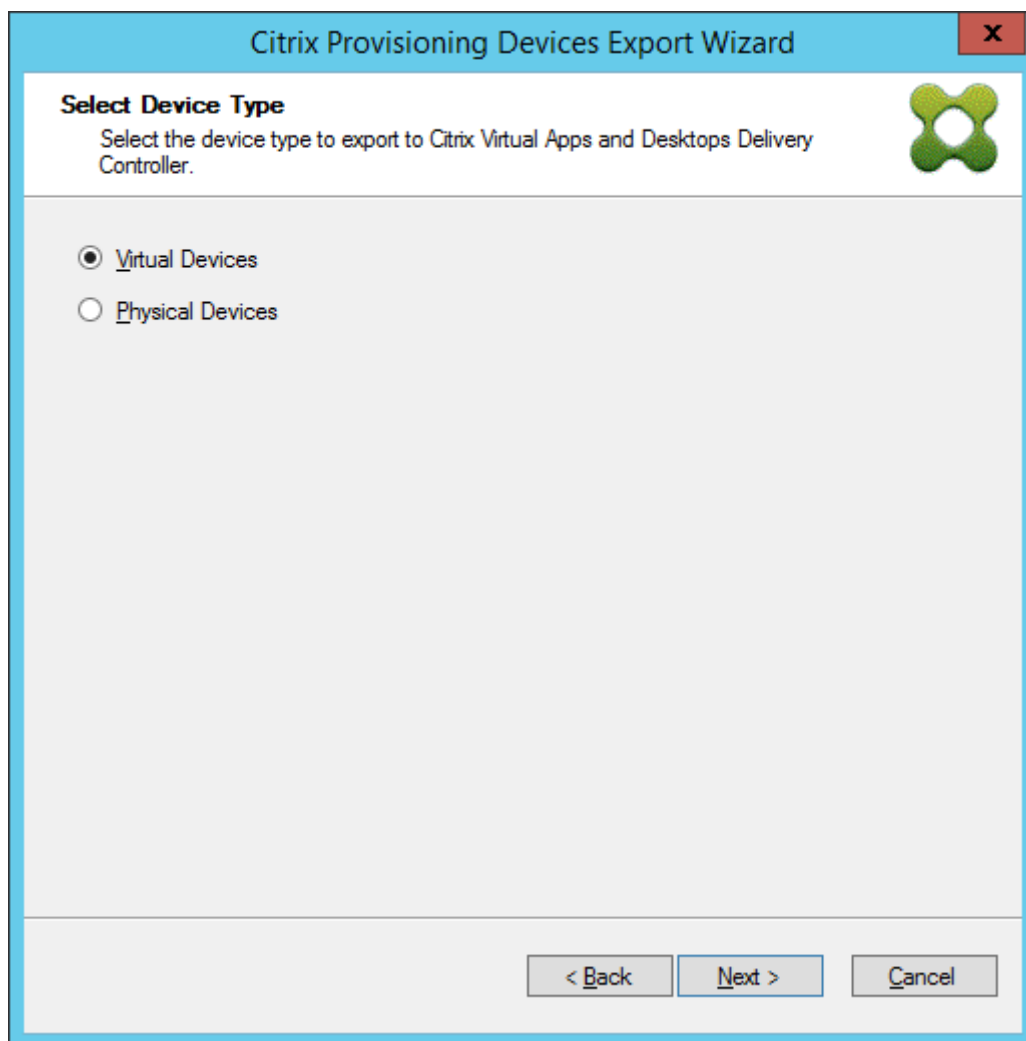 Citrix Provisioning Devices Export Wizard
x
Select Device Type
Select the device type to export to Citrix Virtual Apps and Desktops Delivery
Controller.
Virtual Devices
Physical Devices
< Back Next > Cancel